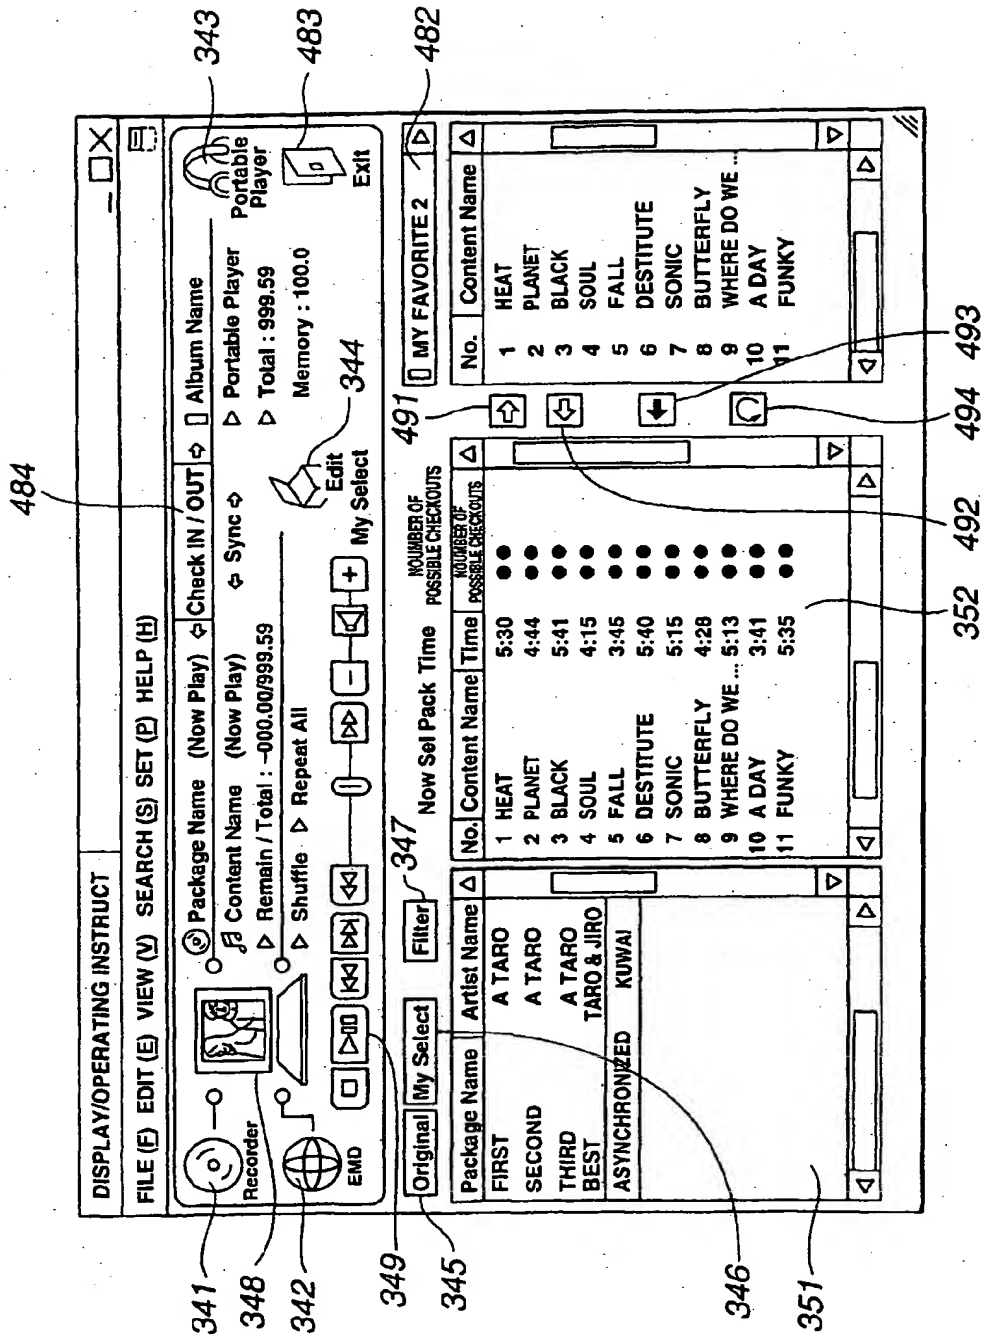 DISPLAY/OPERATING INSTRUCT
FILE (F) EDIT (E) VIEW (V) SEARCH (S) SET (P) HELP (H)
Package Name (Now Play) Check IN / OUT Album Name
Content Name (Now Play) Sync Portable Player
Remain / Total : -000.00/999.59 Total : 999.59
Memory : 100.0
Shuffle Repeat All
Recorder
EMD
Edit
My Select
Portable
Player
Exit
Original My Select Filter
Now Sel Pack Time
NOUMBER OF
POSSIBLE CHECKOUTS
MY FAVORITE 2
Package Name Artist Name
FIRST A TARO
SECOND A TARO
THIRD A TARO
BEST TARO & JIRO
ASYNCHRONIZED KUWAI
No. Content Name Time NOUMBER OF
POSSIBLE CHECKOUTS
1 HEAT 5:30
2 PLANET 4:44
3 BLACK 5:41
4 SOUL 4:15
5 FALL 3:45
6 DESTITUTE 5:40
7 SONIC 5:15
8 BUTTERFLY 4:28
9 WHERE DO WE ... 5:13
10 A DAY 3:41
11 FUNKY 5:35
No. Content Name
1 HEAT
2 PLANET
3 BLACK
4 SOUL
5 FALL
6 DESTITUTE
7 SONIC
8 BUTTERFLY
9 WHERE DO WE ...
10 A DAY
11 FUNKY
341
348
342
349
345
346
351
347
484
344
343
483
482
491
492
352
493
494